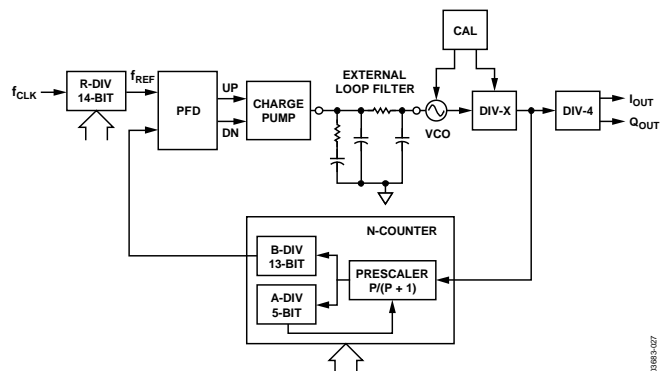 CAL
EXTERNAL
LOOP FILTER
fCLK
R-DIV
14-BIT
fREF
PFD
UP
DN
CHARGE
PUMP
VCO
DIV-X
DIV-4
IOUT
QOUT
N-COUNTER
B-DIV
13-BIT
A-DIV
5-BIT
PRESCALER
P/(P + 1)
03683-027